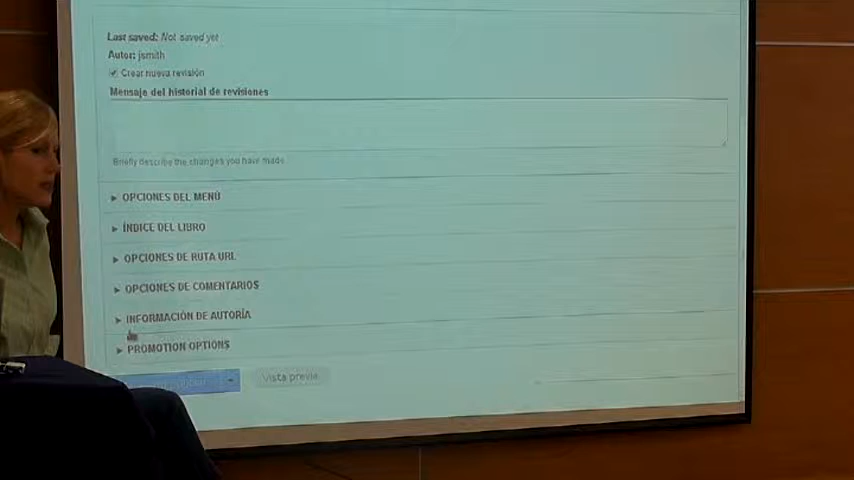 Last saved: Not saved yet
Autor: jsmith
Crear nueva revisión
Mensaje del historial de revisiones
Briefly describe the changes you have made.
OPCIONES DEL MENÚ
ÍNDICE DEL LIBRO
OPCIONES DE RUTA URL
OPCIONES DE COMENTARIOS
INFORMACIÓN DE AUTORÍA
PROMOTION OPTIONS
Vista previa